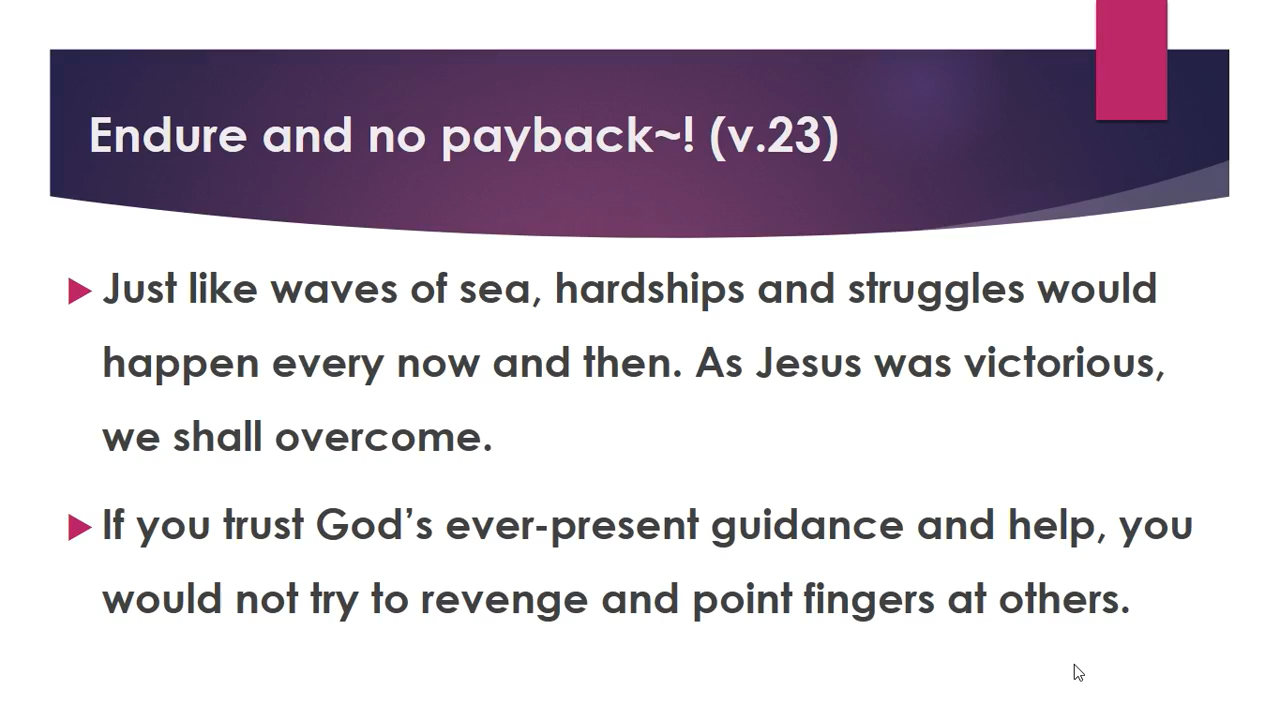 Endure and no payback~! (v.23)
Just like waves of sea, hardships and struggles would
happen every now and then. As Jesus was victorious,
we shall overcome.
If you trust God’s ever-present guidance and help, you
would not try to revenge and point fingers at others.